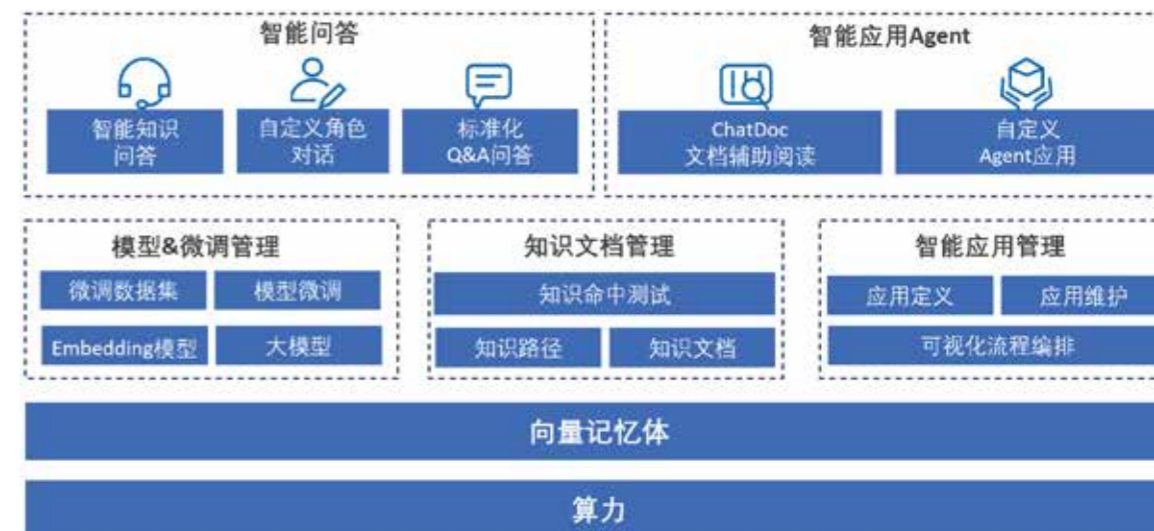 智能问答
智能应用Agent
智能知识
问答
自定义角色
对话
标准化
Q&A问答
ChatDoc
文档辅助阅读
自定义
Agent应用
模型&微调管理
知识文档管理
智能应用管理
微调数据集
模型微调
知识命中测试
应用定义
应用维护
Embedding模型
大模型
知识路径
知识文档
可视化流程编排
向量记忆体
算力